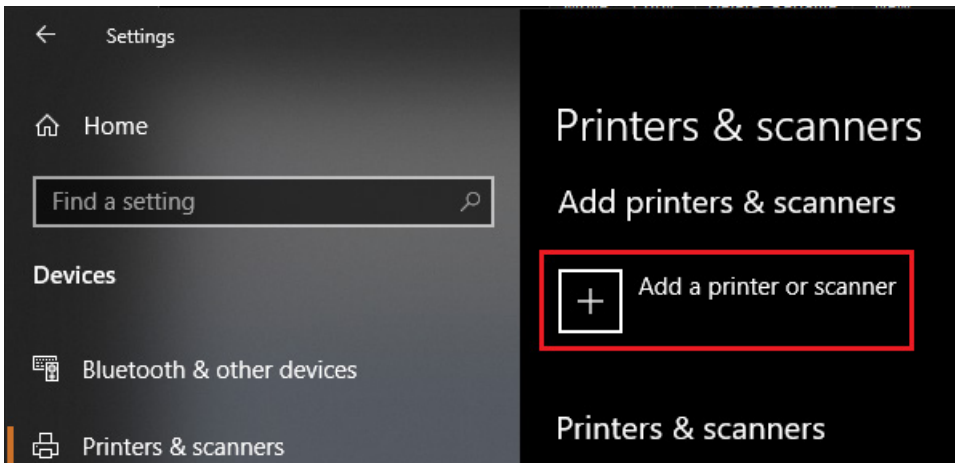 Settings
Home
Find a setting
Devices
Bluetooth & other devices
Printers & scanners
Printers & scanners
Add printers & scanners
Add a printer or scanner
Printers & scanners